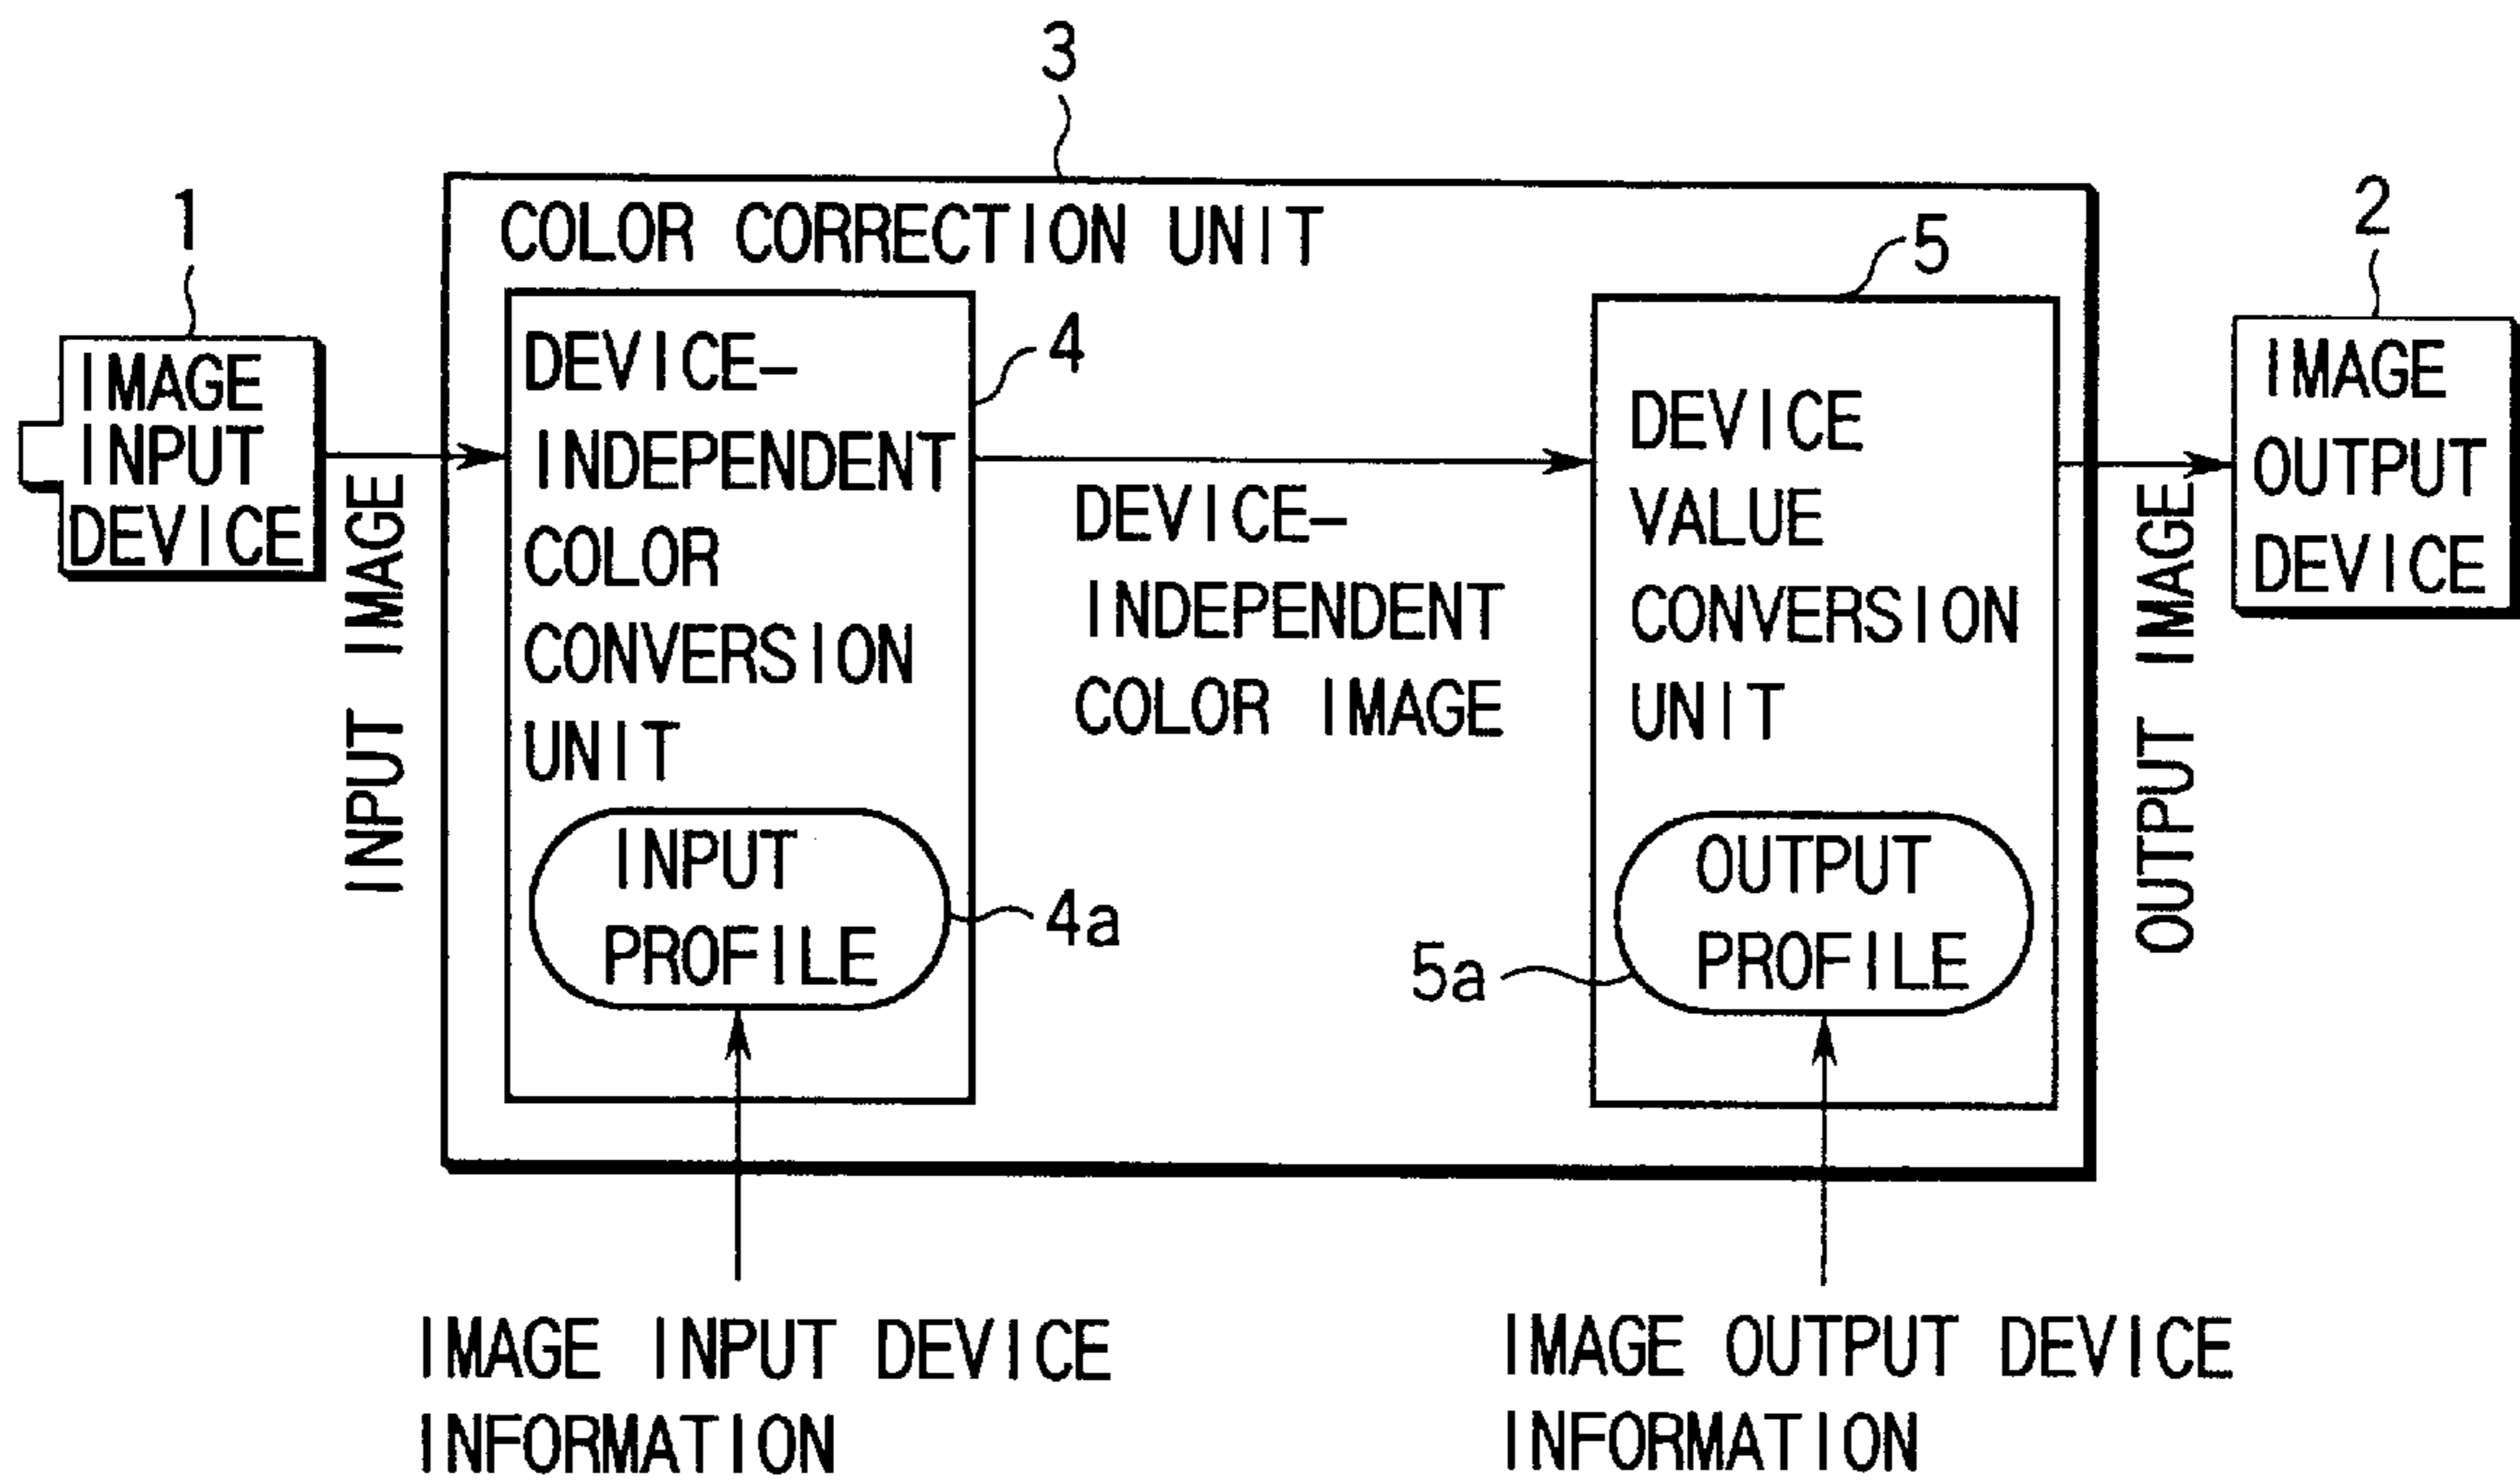 3
1
COLOR CORRECTION UNIT
5
2
IMAGE
INPUT
DEVICE
INPUT IMAGE
DEVICE-
INDEPENDENT
COLOR
CONVERSION
UNIT
4
INPUT
PROFILE
4a
DEVICE-
INDEPENDENT
COLOR IMAGE
DEVICE
VALUE
CONVERSION
UNIT
OUTPUT
PROFILE
5a
OUTPUT IMAGE
IMAGE
OUTPUT
DEVICE
IMAGE INPUT DEVICE
INFORMATION
IMAGE OUTPUT DEVICE
INFORMATION